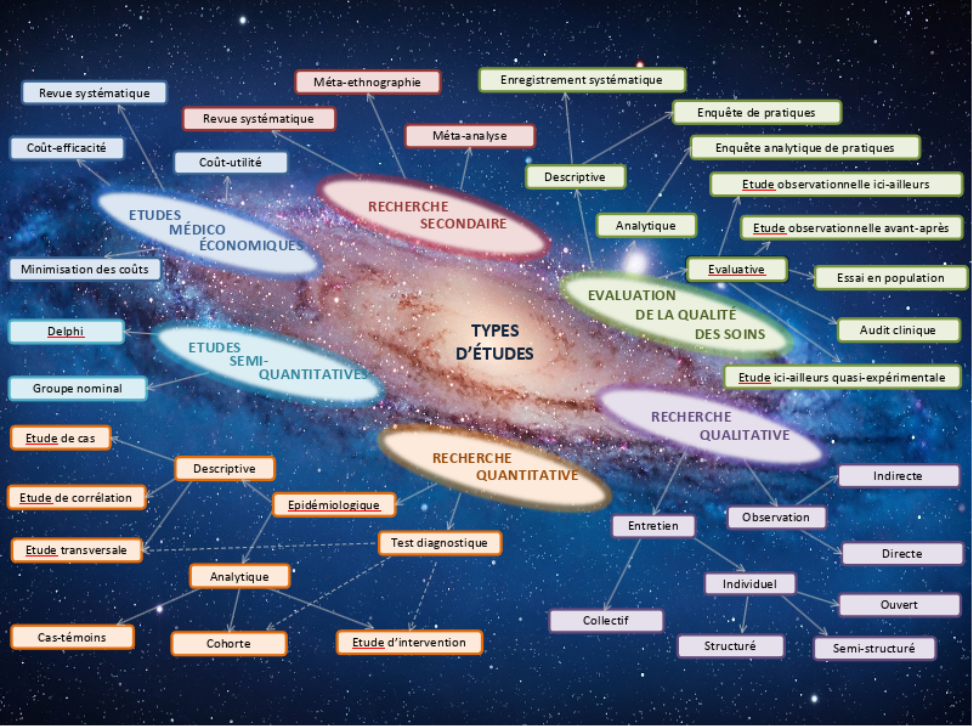 Méta-ethnographie
Enregistrement systématique
Revue systématique
Revue systématique
Enquête de pratiques
Méta-analyse
Coût-efficacité
Coût-utilité
Enquête analytique de pratiques
Descriptive
Etude observationnelle ici-ailleurs
ETUDES
MÉDICO
ÉCONOMIQUES
RECHERCHE
SECONDAIRE
Analytique
Etude observationnelle avant-après
Minimisation des coûts
Evaluative
Essai en population
EVALUATION
DE LA QUALITÉ
DES SOINS
Delphi
TYPES
D'ÉTUDES
Audit clinique
ETUDES
SEMI-
QUANTITATIVES
Groupe nominal
Etude ici-ailleurs quasi-expérimentale
RECHERCHE
QUALITATIVE
Etude de cas
RECHERCHE
QUANTITATIVE
Descriptive
Indirecte
Etude de corrélation
Epidémiologique
Entretien
Observation
Etude transversale
Test diagnostique
Directe
Analytique
Individuel
Ouvert
Collectif
Cas-témoins
Cohorte
Etude d'intervention
Structuré
Semi-structuré